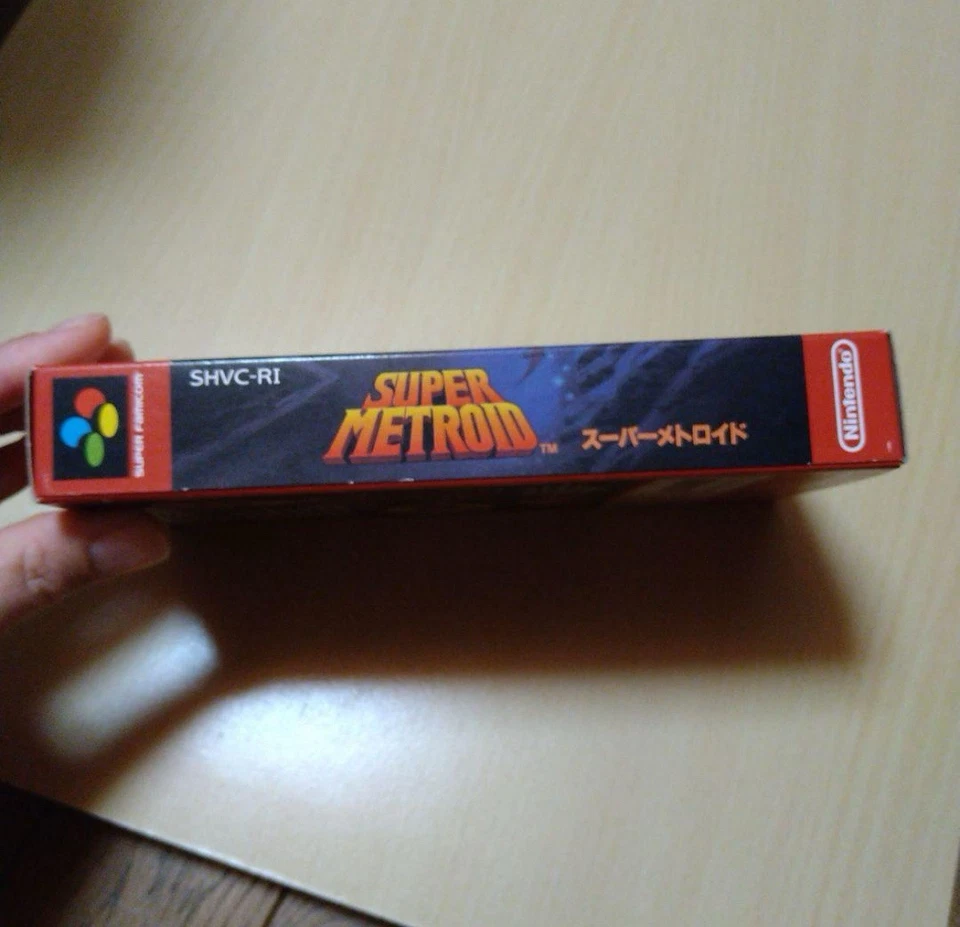 SUPER FAMICOM
SHVC-RI
SUPER
METROID
TM
スーパーメトロイド
Nintendo